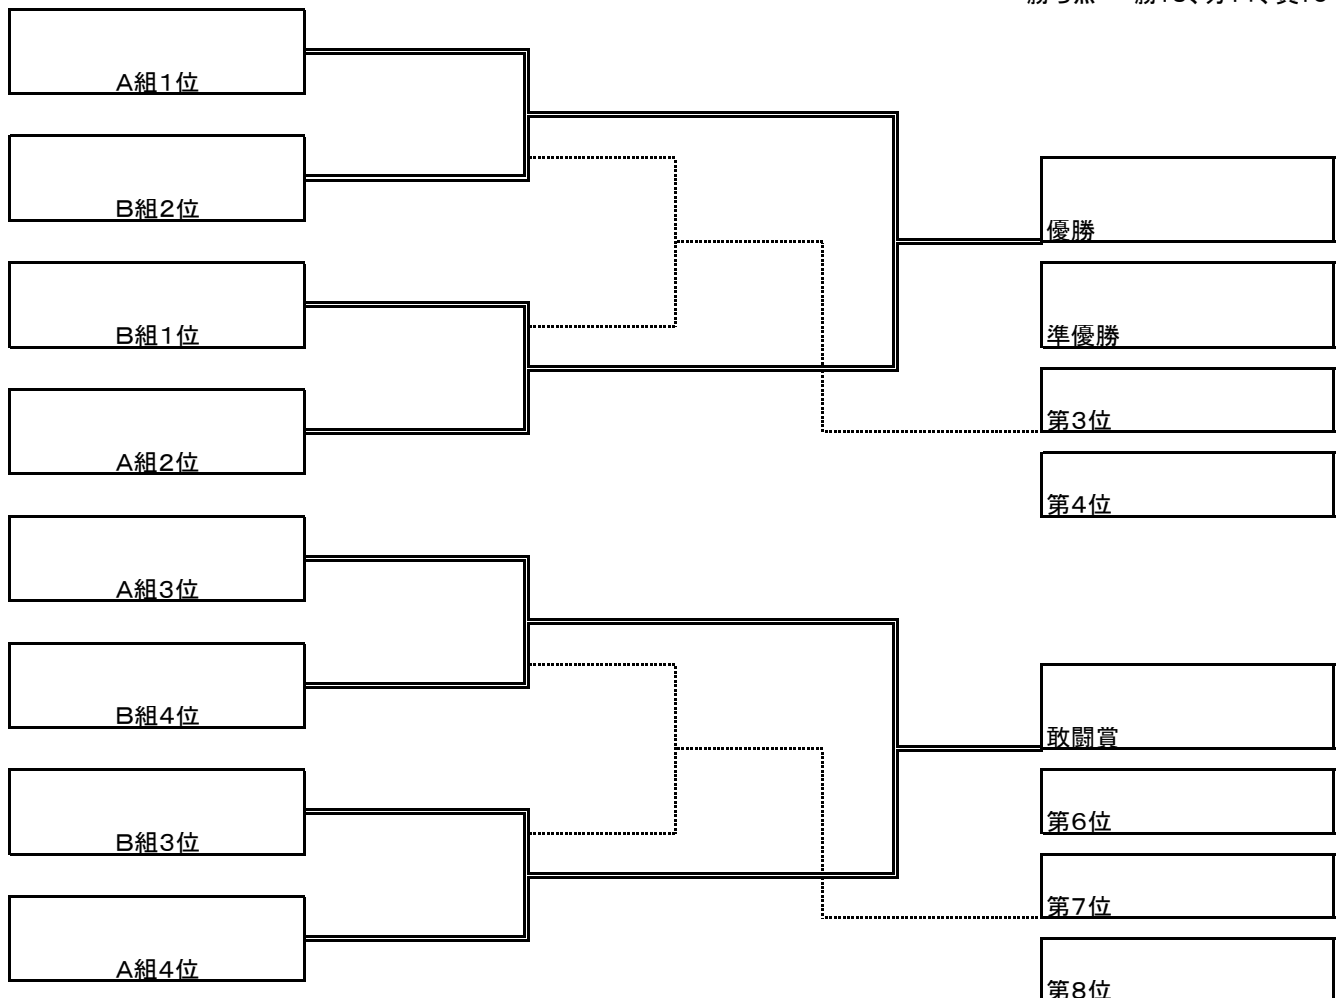 A組1位
B組2位
優勝
B組1位
準優勝
第3位
A組2位
第4位
A組3位
B組4位
敢闘賞
第6位
B組3位
第7位
A組4位
第8位